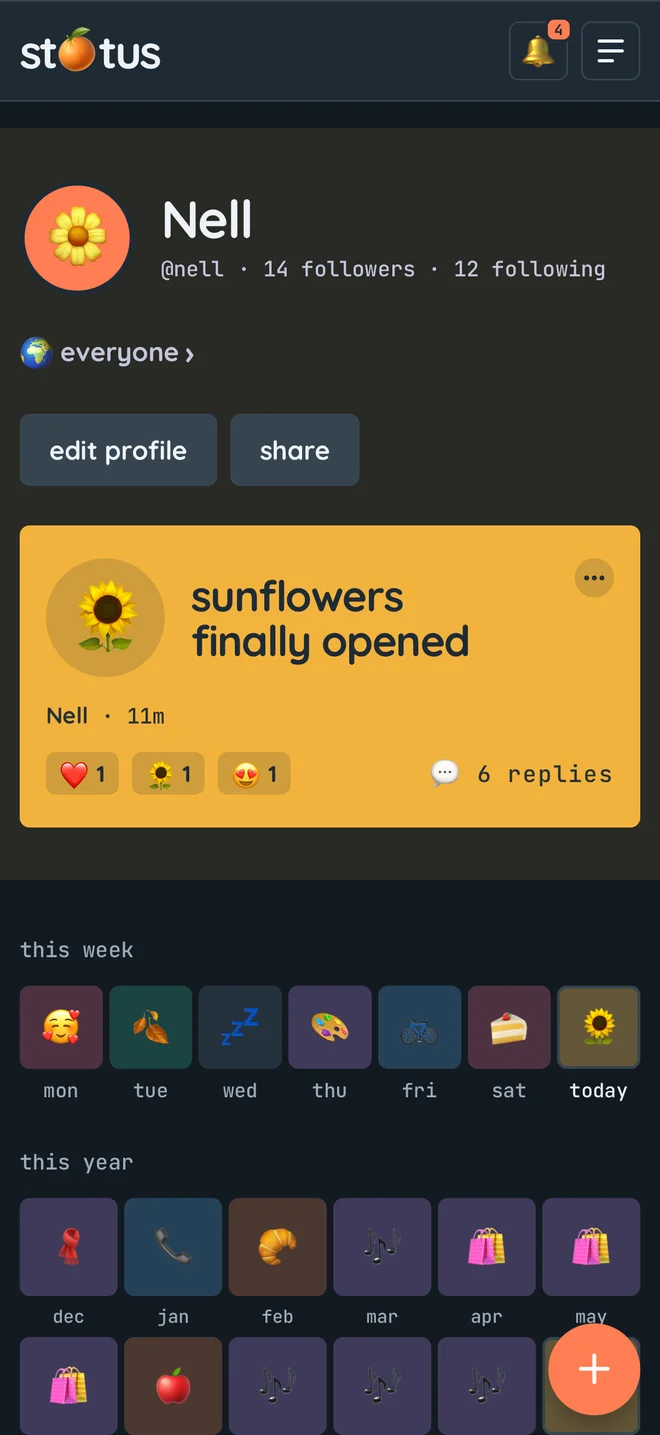 st🍊tus
4
Nell
@nell · 14 followers · 12 following
everyone ›
edit profile
share
sunflowers
finally opened
Nell · 11m
1 1 1
6 replies
this week
mon tue wed thu fri sat today
this year
dec jan feb mar apr may